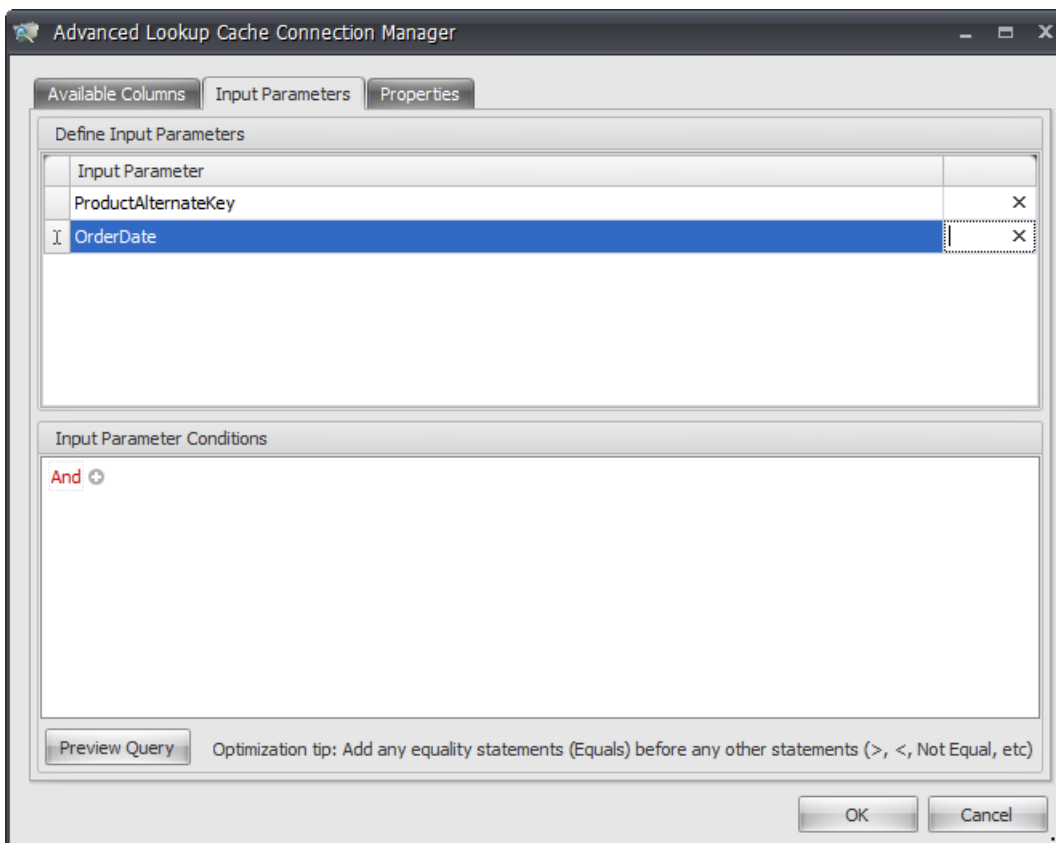 Advanced Lookup Cache Connection Manager
Available Columns Input Parameters Properties
Define Input Parameters
Input Parameter
ProductAlternateKey
OrderDate
Input Parameter Conditions
And
Preview Query Optimization tip: Add any equality statements (Equals) before any other statements (>, <, Not Equal, etc)
OK Cancel
.